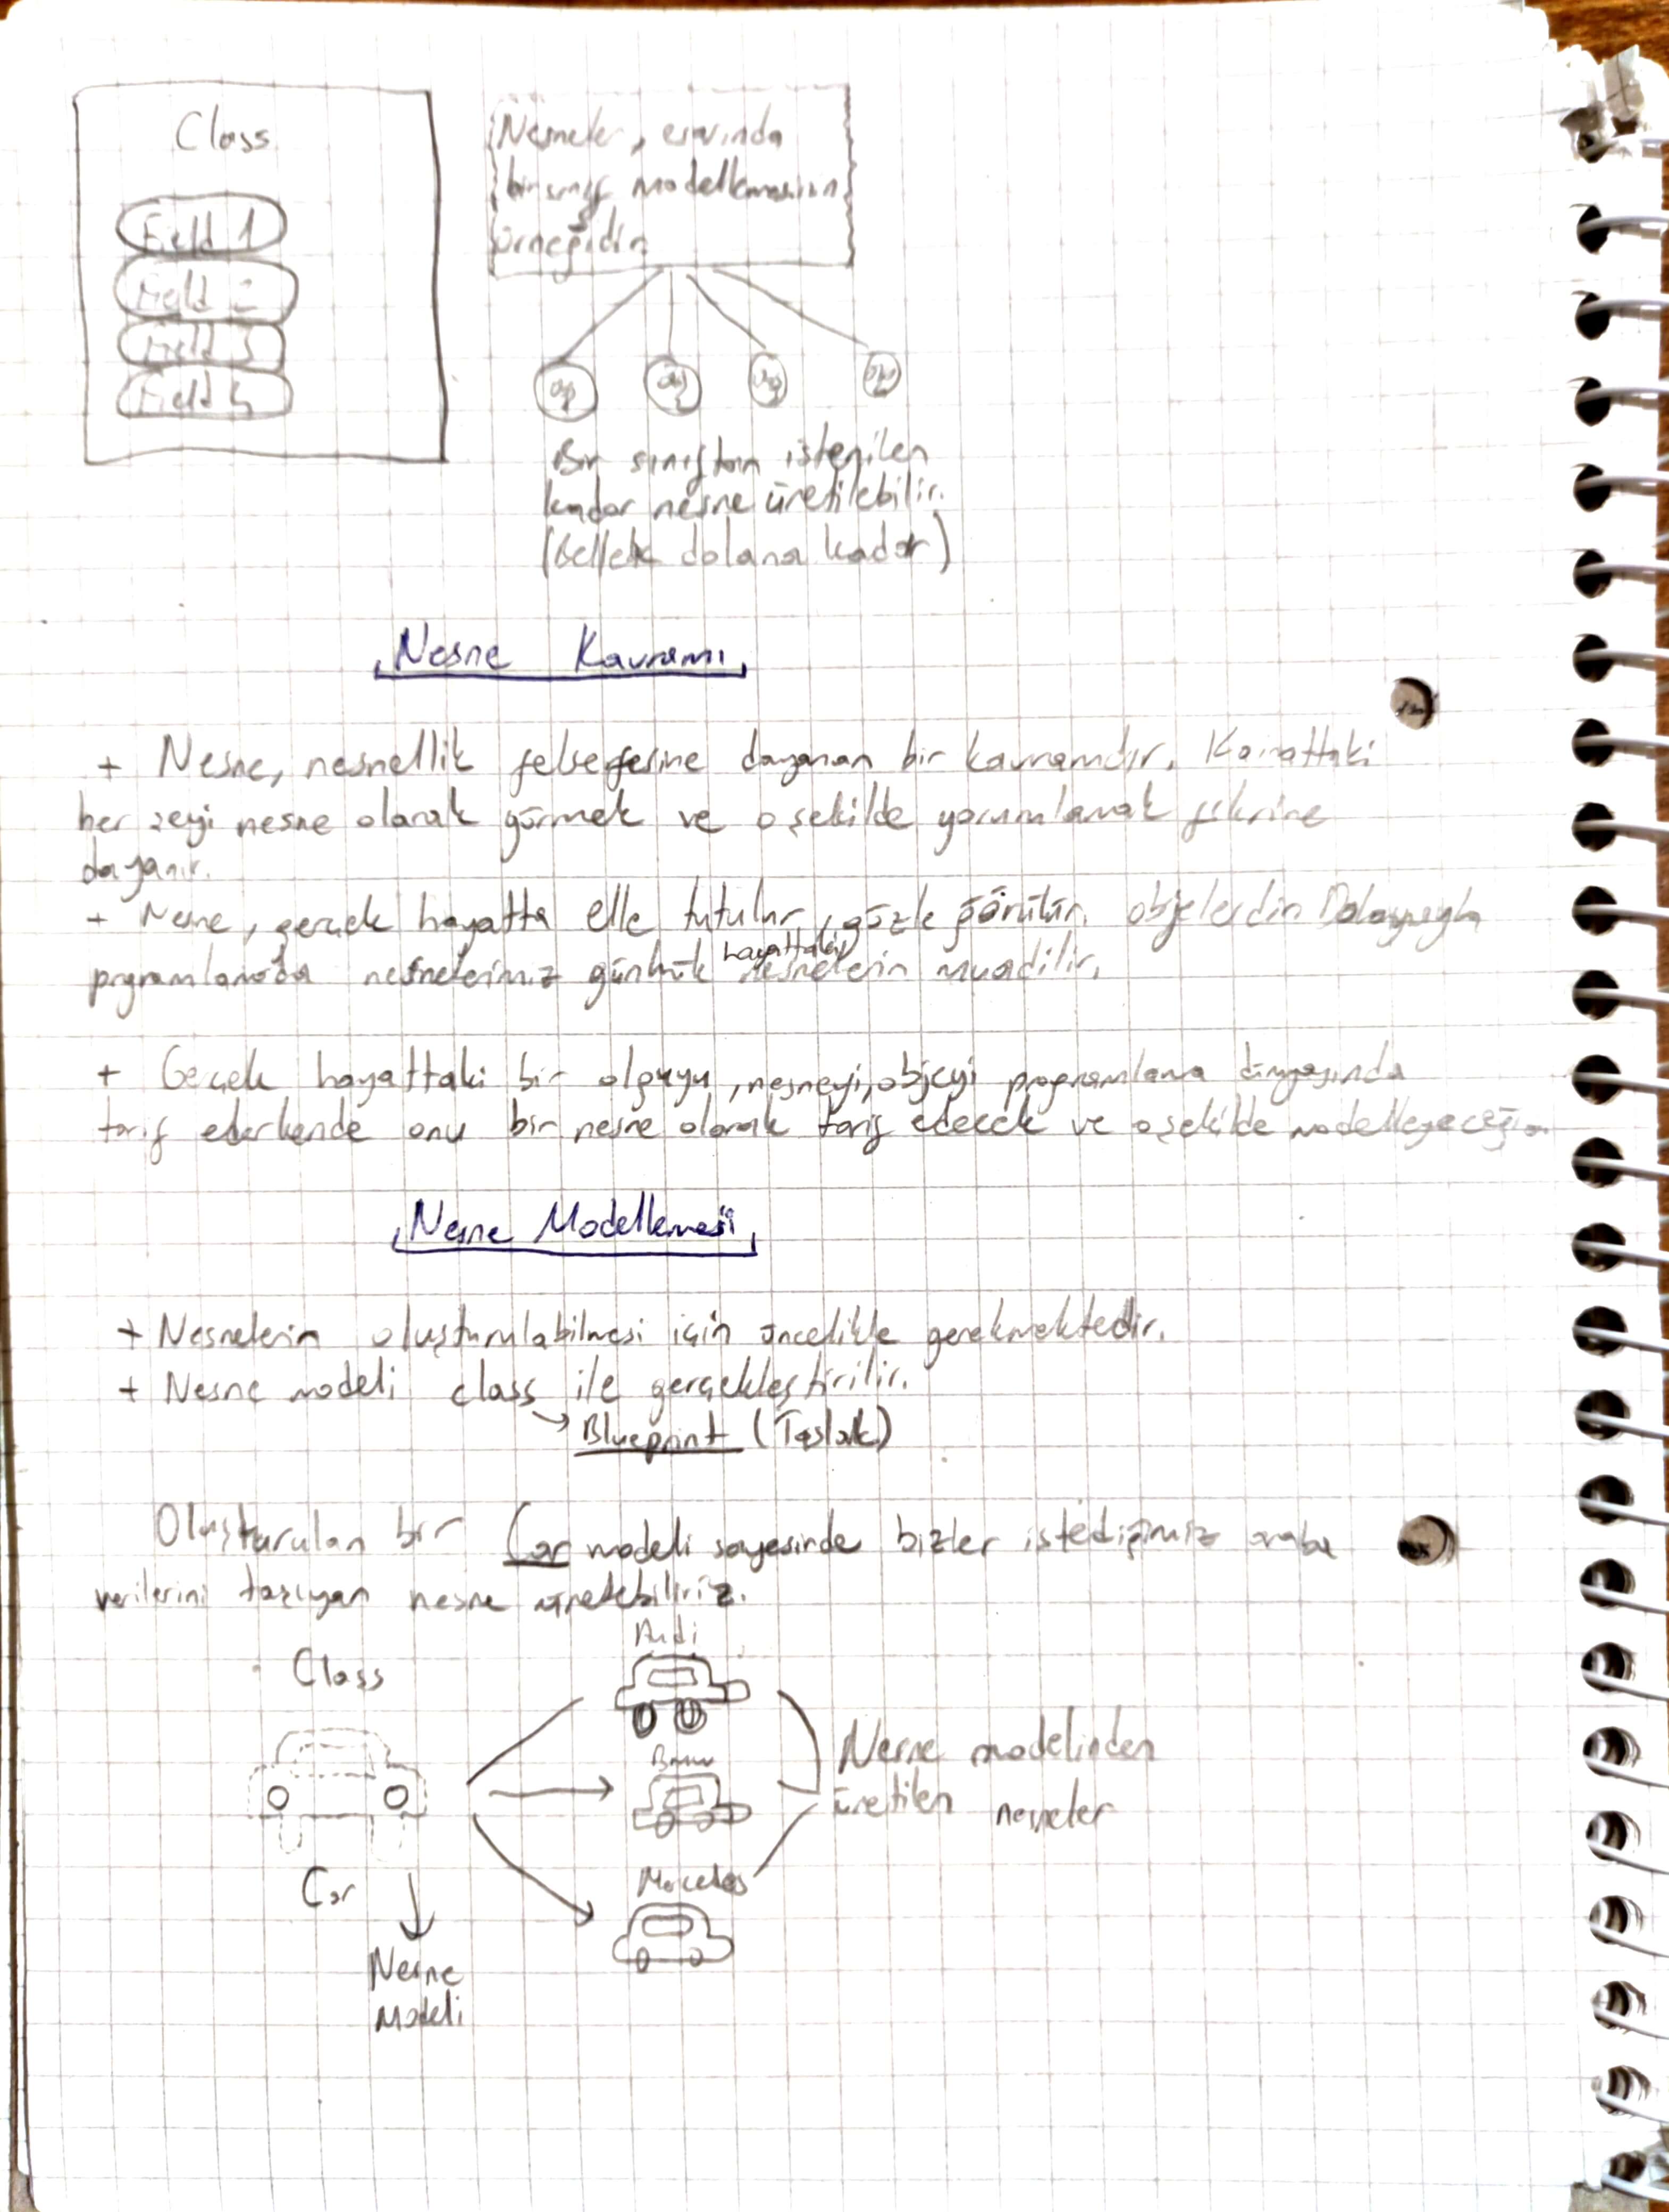 Class
Field 1
Field 2
Field 3
Field 4
Nesneler, esasında
bir sınıf modellemesinin
örneğidir.
obj
obj
obj
Bir sınıftan istenilen
kadar nesne üretilebilir.
(Bellek dolana kadar)
Nesne Kavramı
+ Nesne, nesnellik felsefesine dayanan bir kavramdır. Kainattaki
her şeyi nesne olarak görmek ve o şekilde yorumlamak fikrine
dayanır.
+ Nesne, gerçek hayatta elle tutulur, gözle görülür objelerdir. Dolayısıyla
hayattaki
programlamada nesnelerimiz günlük nesnelerin muadilir.
+ Gerçek hayattaki bir olguyu, nesneyi, objeyi programlama dünyasında
tarif ederkende onu bir nesne olarak tarif edecek ve o şekilde modelleyeceğiz
Nesne Modellemesi
+ Nesnelerin oluşturulabilmesi için öncelikle gerekmektedir.
+ Nesne modeli class ile gerçekleştirilir.
Blueprint (Taslak)
Oluşturulan bir Car modeli sayesinde bizler istediğimiz araba
verilerini taşıyan nesne üretebiliriz.
Class
Audi
Bmw
Nesne modelinden
üretilen nesneler
Car
Mercedes
Nesne
Modeli